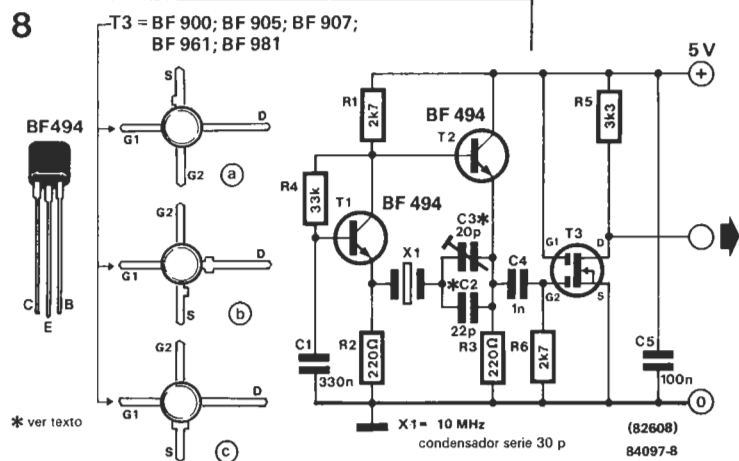 8
T3 = BF 900; BF 905; BF 907;
BF 961; BF 981
BF494
C
E
B
S
G1
D
G2
a
G2
G1
D
S
b
G2
G1
D
S
c
* ver texto
5 V
+
R1
2k7
BF 494
T2
R5
3k3
R4
33k
T1
BF 494
C3*
20p
X1
*C2
22p
C4
1n
G1
T3
D
G2
S
C1
330n
R2
220Ω
R3
220Ω
R6
2k7
C5
100n
0
X1 = 10 MHz
condensador serie 30 p
(82608)
84097-8